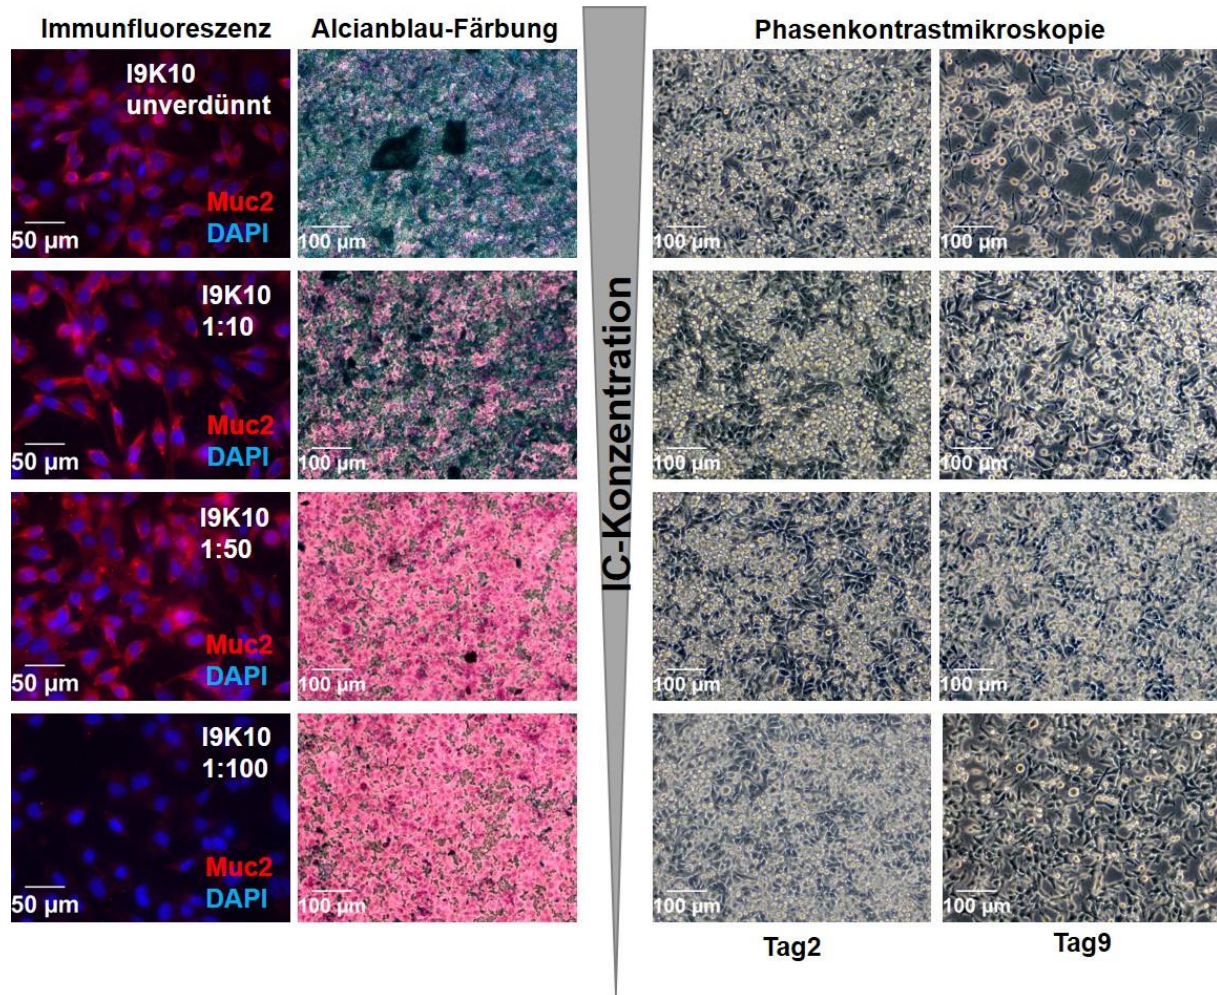 Immunfluoreszenz
Alcianblau-Färbung
Phasenkontrastmikroskopie
I9K10
unverdünnt
Muc2
DAPI
50 µm
100 µm
100 µm
100 µm
I9K10
1:10
Muc2
DAPI
50 µm
100 µm
100 µm
100 µm
IC-Konzentration
I9K10
1:50
Muc2
DAPI
50 µm
100 µm
100 µm
100 µm
I9K10
1:100
Muc2
DAPI
50 µm
100 µm
100 µm
100 µm
Tag2
Tag9